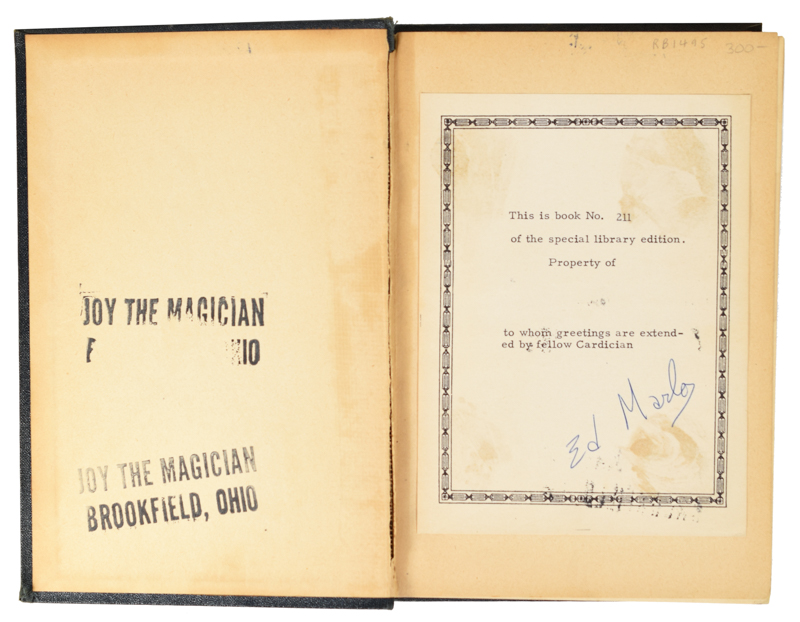 JOY THE MAGICIAN
JOY THE MAGICIAN
BROOKFIELD, OHIO
300-
This is book No. 211
of the special library edition.
Property of
to whom greetings are extend-
ed by fellow Cardician
Ed Marlo